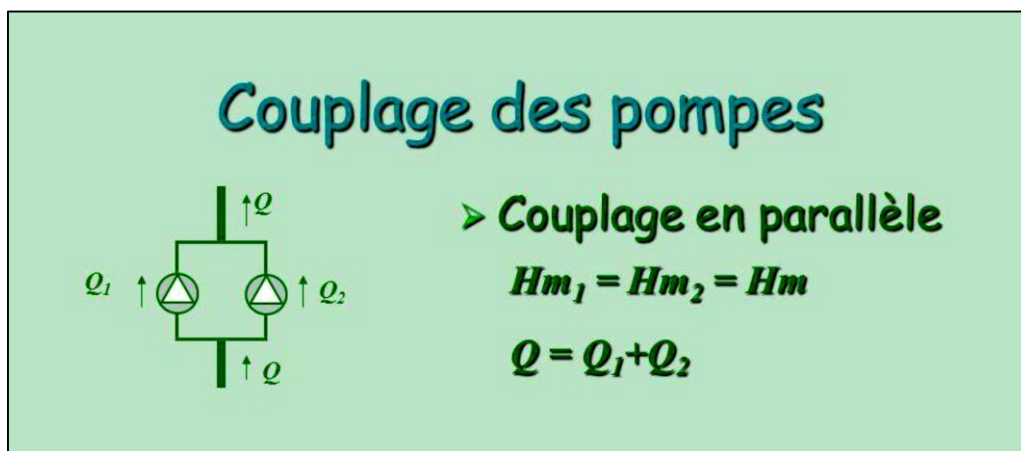 Couplage des pompes
Q
Q₁
Q₂
Q
➢ Couplage en parallèle
Hm₁ = Hm₂ = Hm
Q = Q₁+Q₂